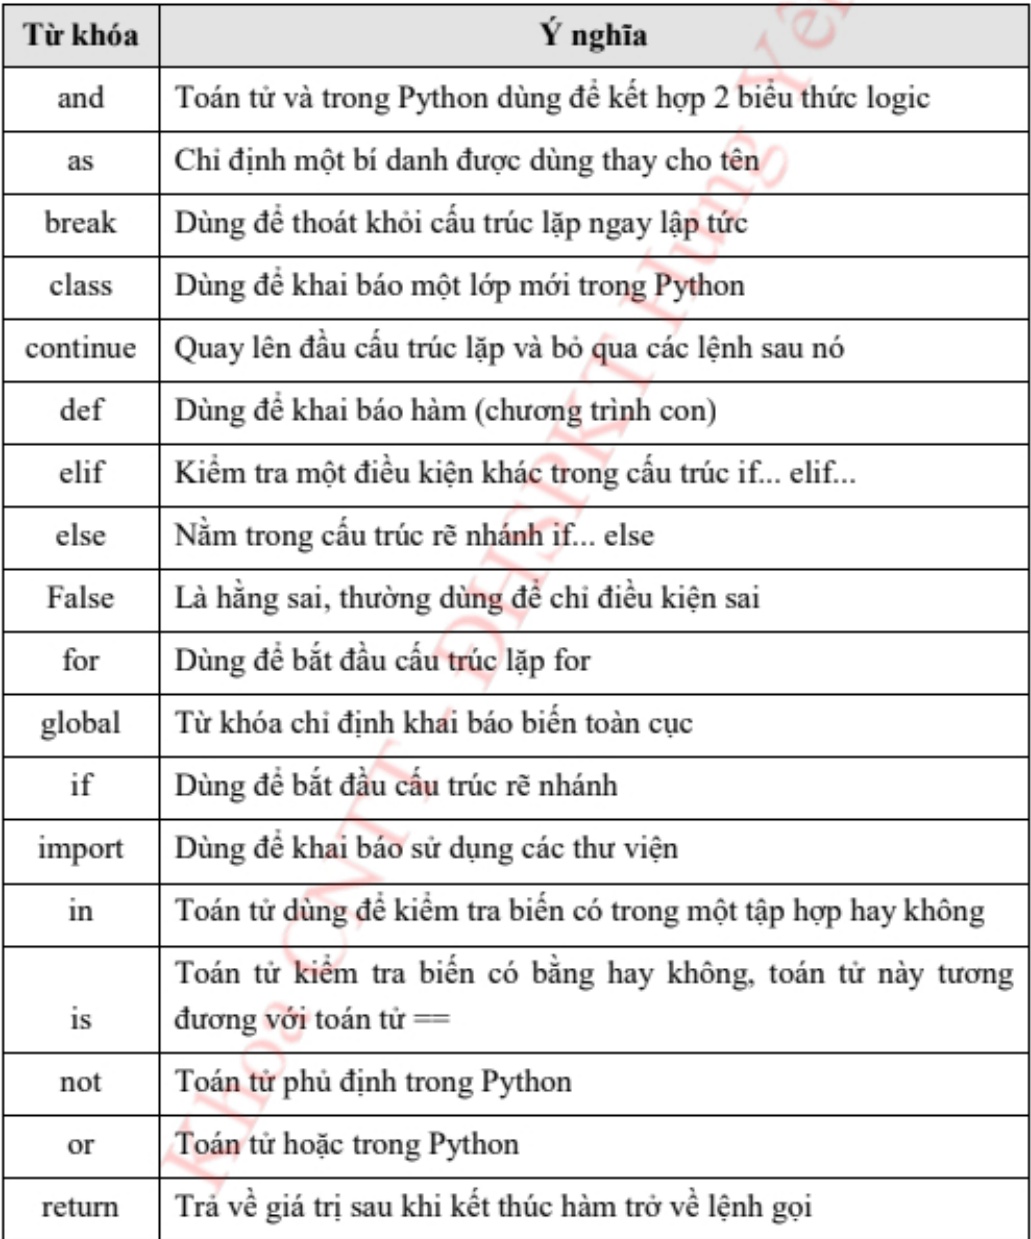 Từ khóa Ý nghĩa
and Toán tử và trong Python dùng để kết hợp 2 biểu thức logic
as Chỉ định một bí danh được dùng thay cho tên
break Dùng để thoát khỏi cấu trúc lặp ngay lập tức
class Dùng để khai báo một lớp mới trong Python
continue Quay lên đầu cấu trúc lặp và bỏ qua các lệnh sau nó
def Dùng để khai báo hàm (chương trình con)
elif Kiểm tra một điều kiện khác trong cấu trúc if... elif...
else Nằm trong cấu trúc rẽ nhánh if... else
False Là hằng sai, thường dùng để chỉ điều kiện sai
for Dùng để bắt đầu cấu trúc lặp for
global Từ khóa chỉ định khai báo biến toàn cục
if Dùng để bắt đầu cấu trúc rẽ nhánh
import Dùng để khai báo sử dụng các thư viện
in Toán tử dùng để kiểm tra biến có trong một tập hợp hay không
Toán tử kiểm tra biến có bằng hay không, toán tử này tương
is đương với toán tử ==
not Toán tử phủ định trong Python
or Toán tử hoặc trong Python
return Trả về giá trị sau khi kết thúc hàm trở về lệnh gọi
Khoa CNTT - ĐHSPKT Hưng Yê